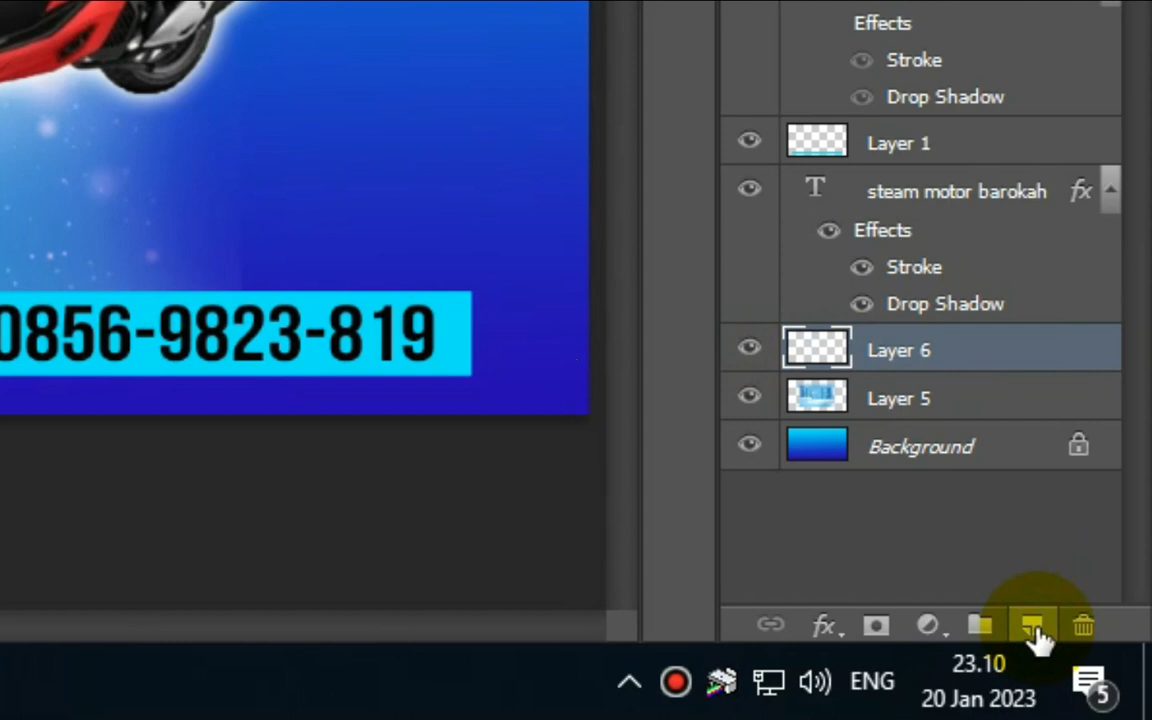 Effects
Stroke
Drop Shadow
Layer 1
T steam motor barokah fx
Effects
Stroke
Drop Shadow
0856-9823-819
Layer 6
Layer 5
Background
fx
ENG
23.10
20 Jan 2023
5